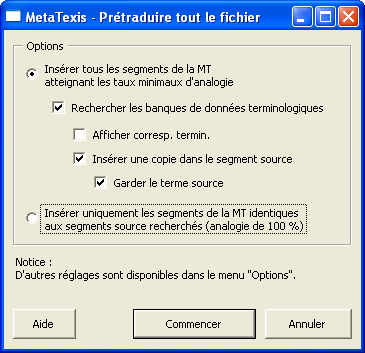 MetaTexis - Prétraduire tout le fichier
Options
Insérer tous les segments de la MT
atteignant les taux minimaux d'analogie
Rechercher les banques de données terminologiques
Afficher corresp. termin.
Insérer une copie dans le segment source
Garder le terme source
Insérer uniquement les segments de la MT identiques
aux segments source recherchés (analogie de 100 %)
Notice :
D'autres réglages sont disponibles dans le menu "Options".
Aide
Commencer
Annuler